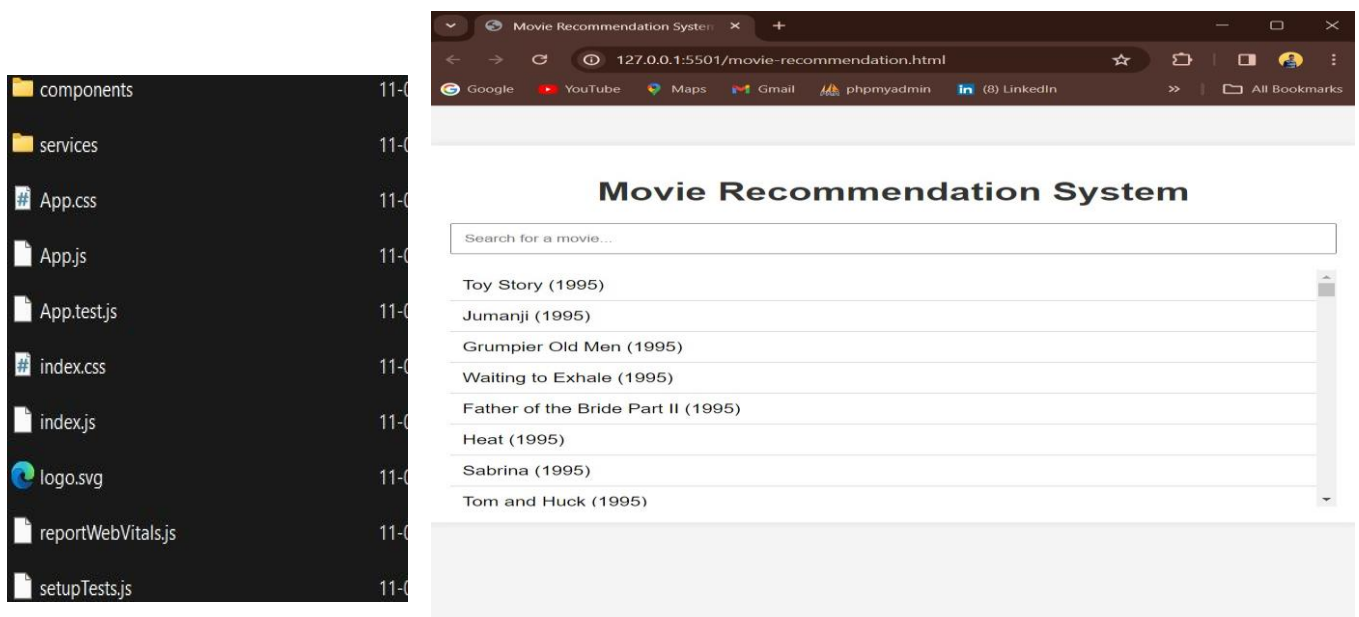 components 11-0
services 11-0
App.css 11-0
App.js 11-0
App.test.js 11-0
index.css 11-0
index.js 11-0
logo.svg 11-0
reportWebVitals.js 11-0
setupTests.js 11-0
Movie Recommendation System
127.0.0.1:5501/movie-recommendation.html
Google YouTube Maps Gmail phpmyadmin in (8) LinkedIn » All Bookmarks
Movie Recommendation System
Search for a movie...
Toy Story (1995)
Jumanji (1995)
Grumpier Old Men (1995)
Waiting to Exhale (1995)
Father of the Bride Part II (1995)
Heat (1995)
Sabrina (1995)
Tom and Huck (1995)